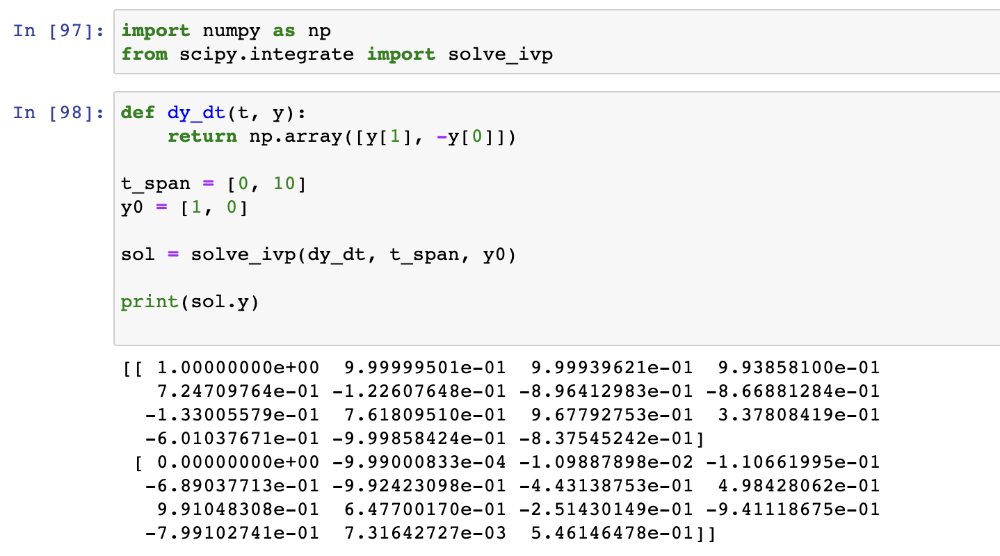 In [97]: import numpy as np
from scipy.integrate import solve_ivp
In [98]: def dy_dt(t, y):
    return np.array([y[1], -y[0]])
t_span = [0, 10]
y0 = [1, 0]
sol = solve_ivp(dy_dt, t_span, y0)
print(sol.y)
[[ 1.00000000e+00  9.99999501e-01  9.99939621e-01  9.93858100e-01
   7.24709764e-01 -1.22607648e-01 -8.96412983e-01 -8.66881284e-01
  -1.33005579e-01  7.61809510e-01  9.67792753e-01  3.37808419e-01
  -6.01037671e-01 -9.99858424e-01 -8.37545242e-01]
 [ 0.00000000e+00 -9.99000833e-04 -1.09887898e-02 -1.10661995e-01
  -6.89037713e-01 -9.92423098e-01 -4.43138753e-01  4.98428062e-01
   9.91048308e-01  6.47700170e-01 -2.51430149e-01 -9.41118675e-01
  -7.99102741e-01  7.31642727e-03  5.46146478e-01]]